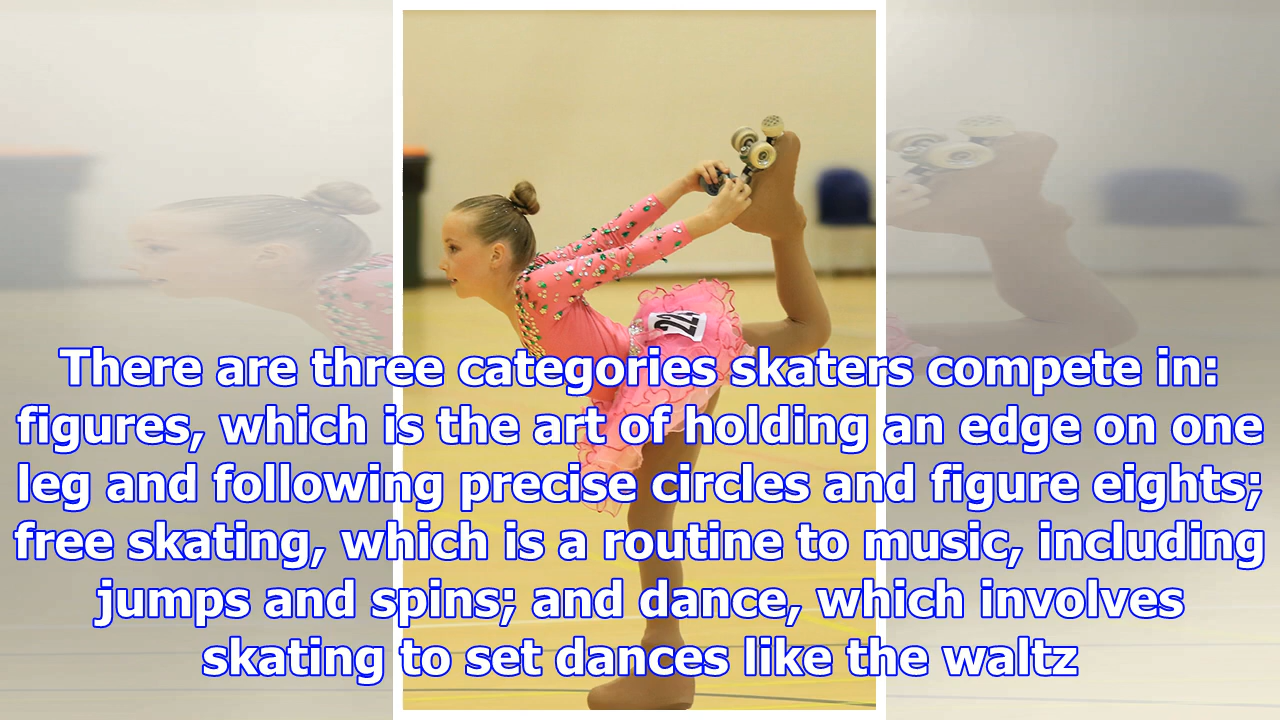 222
There are three categories skaters compete in:
figures, which is the art of holding an edge on one
leg and following precise circles and figure eights;
free skating, which is a routine to music, including
jumps and spins; and dance, which involves
skating to set dances like the waltz